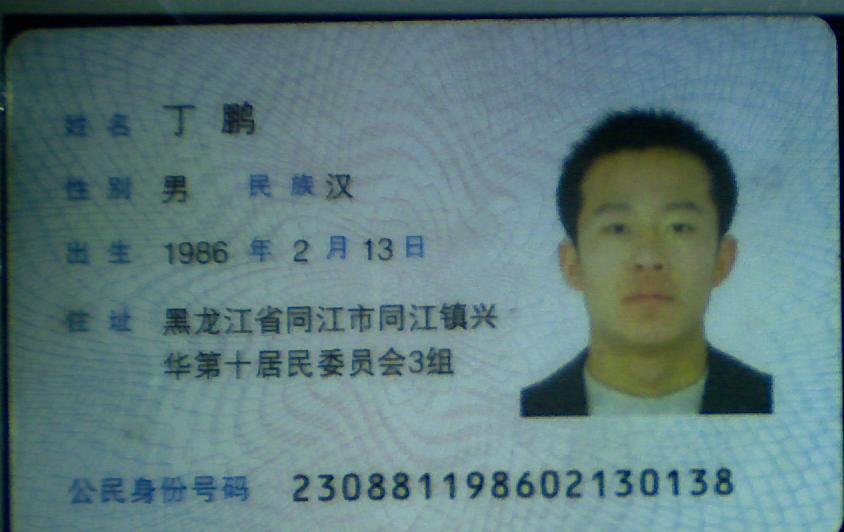 姓名 丁鹏
性别 男 民族 汉
出生 1986 年 2 月 13 日
住址 黑龙江省同江市同江镇兴
华第十居民委员会3组
公民身份号码 230881198602130138